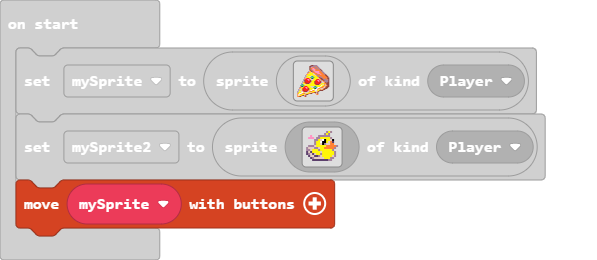 on start
set mySprite to sprite of kind Player
set mySprite2 to sprite of kind Player
move mySprite with buttons